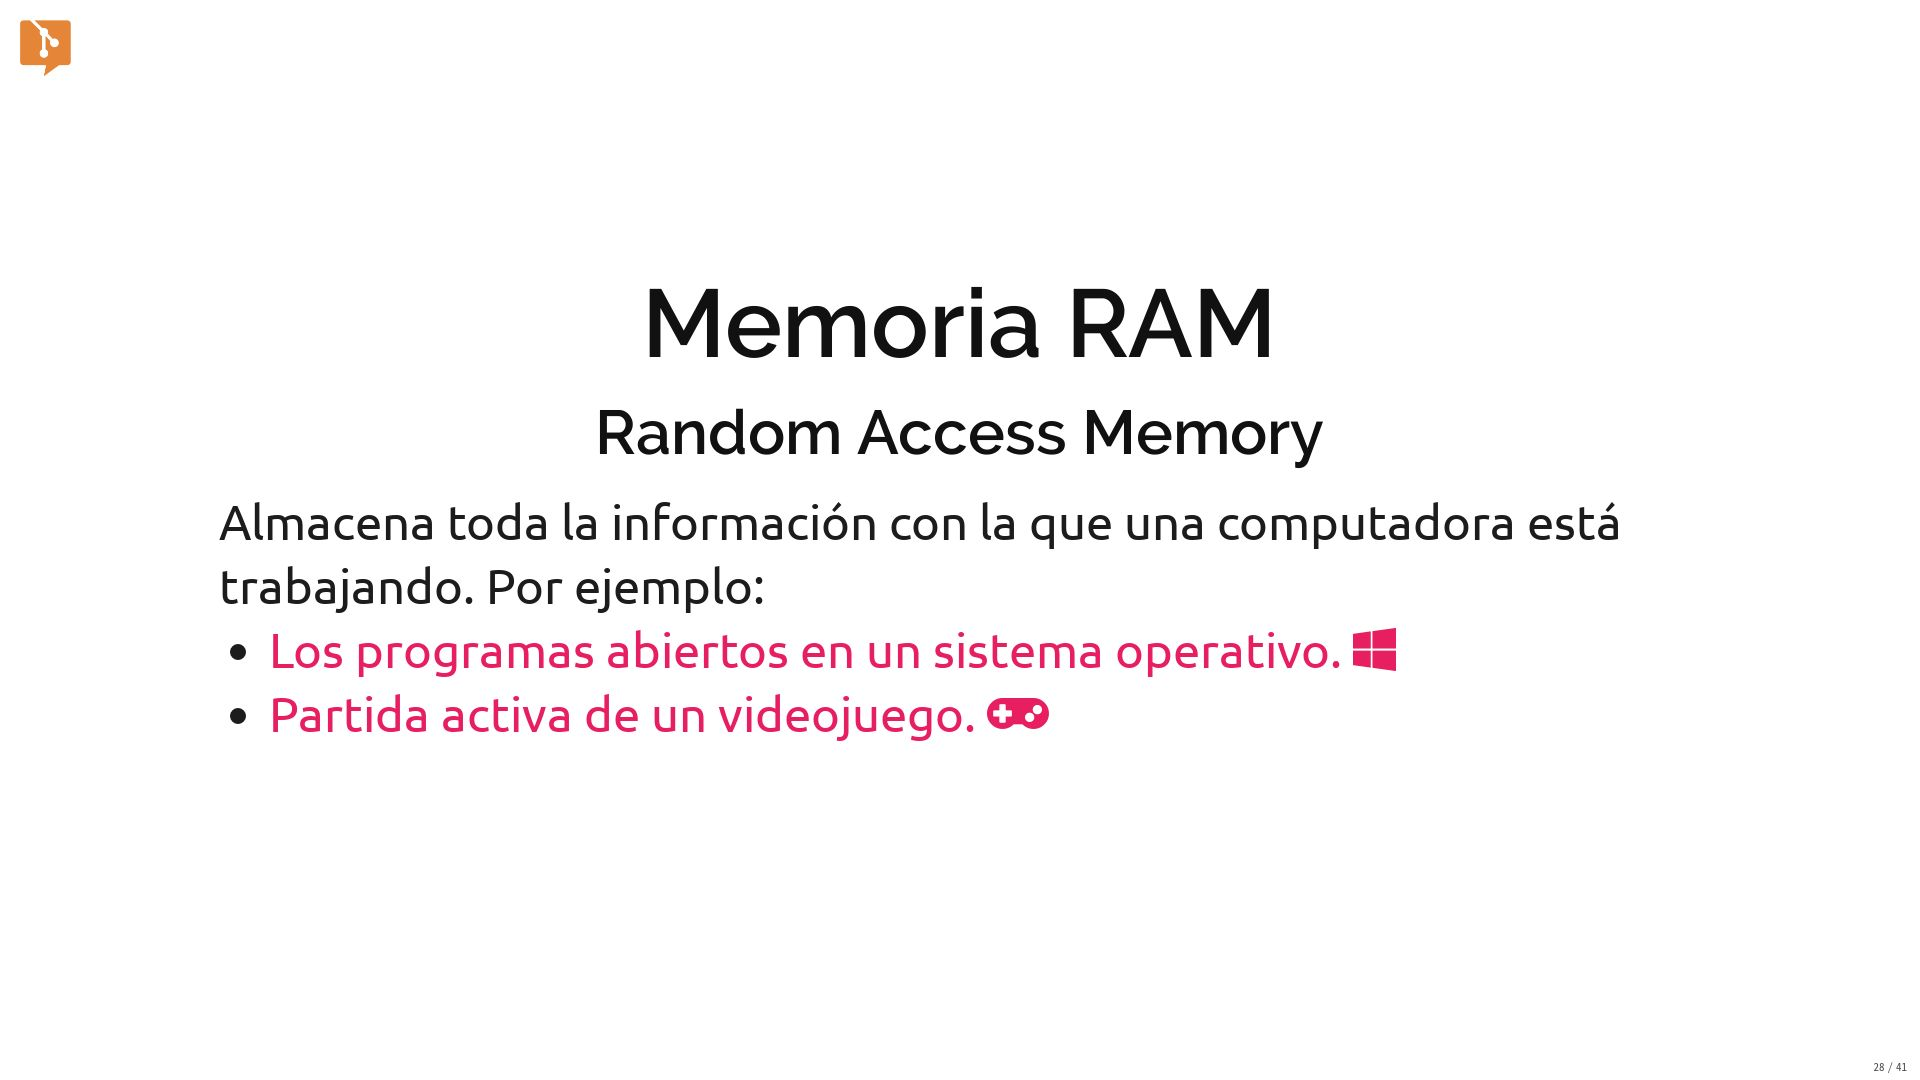 Memoria RAM
Random Access Memory
Almacena toda la información con la que una computadora está
trabajando. Por ejemplo:
Los programas abiertos en un sistema operativo.
Partida activa de un videojuego.
28 / 41